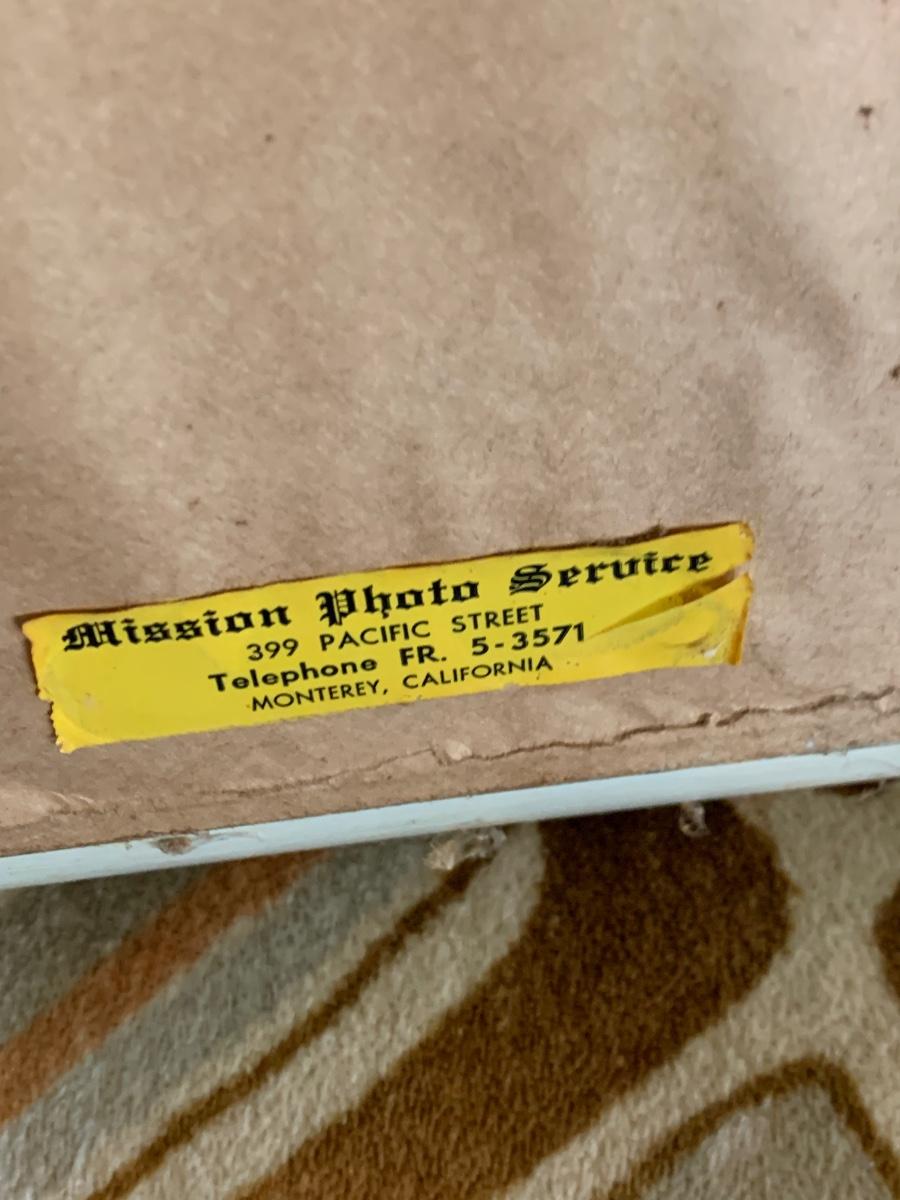 Mission Photo Service
399 PACIFIC STREET
Telephone FR. 5-3571
MONTEREY, CALIFORNIA